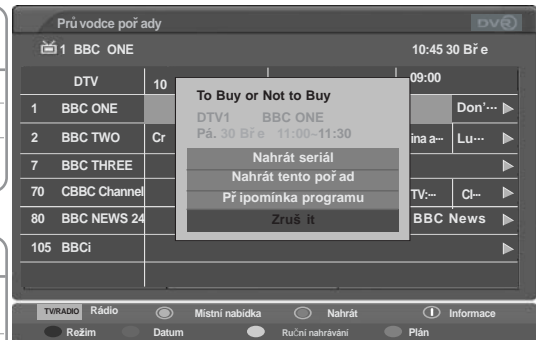 Průvodce pořady DVR
1 BBC ONE 10:45 30 Bře
DTV 10 09:00
1 BBC ONE Don'···
2 BBC TWO Cr ina a··· Lu···
7 BBC THREE
70 CBBC Channel TV:··· CI···
80 BBC NEWS 24 BBC News
105 BBCi
To Buy or Not to Buy
DTV1 BBC ONE
Pá. 30 Bře 11:00~11:30
Nahrát seriál
Nahrát tento pořad
Připomínka programu
Zrušit
TV/RADIO Rádio Místní nabídka Nahrát Informace
Režim Datum Ruční nahrávání Plán